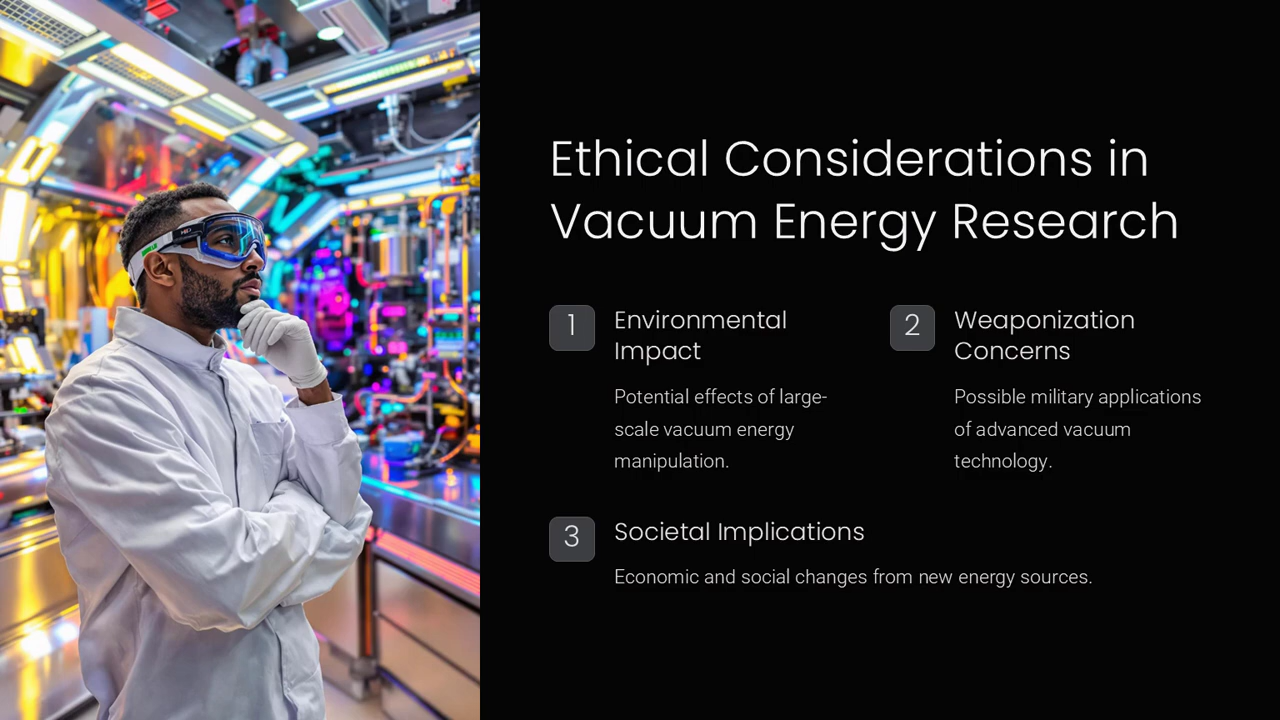 Ethical Considerations in
Vacuum Energy Research
1
Environmental
Impact
Potential effects of large-
scale vacuum energy
manipulation.
2
Weaponization
Concerns
Possible military applications
of advanced vacuum
technology.
3
Societal Implications
Economic and social changes from new energy sources.